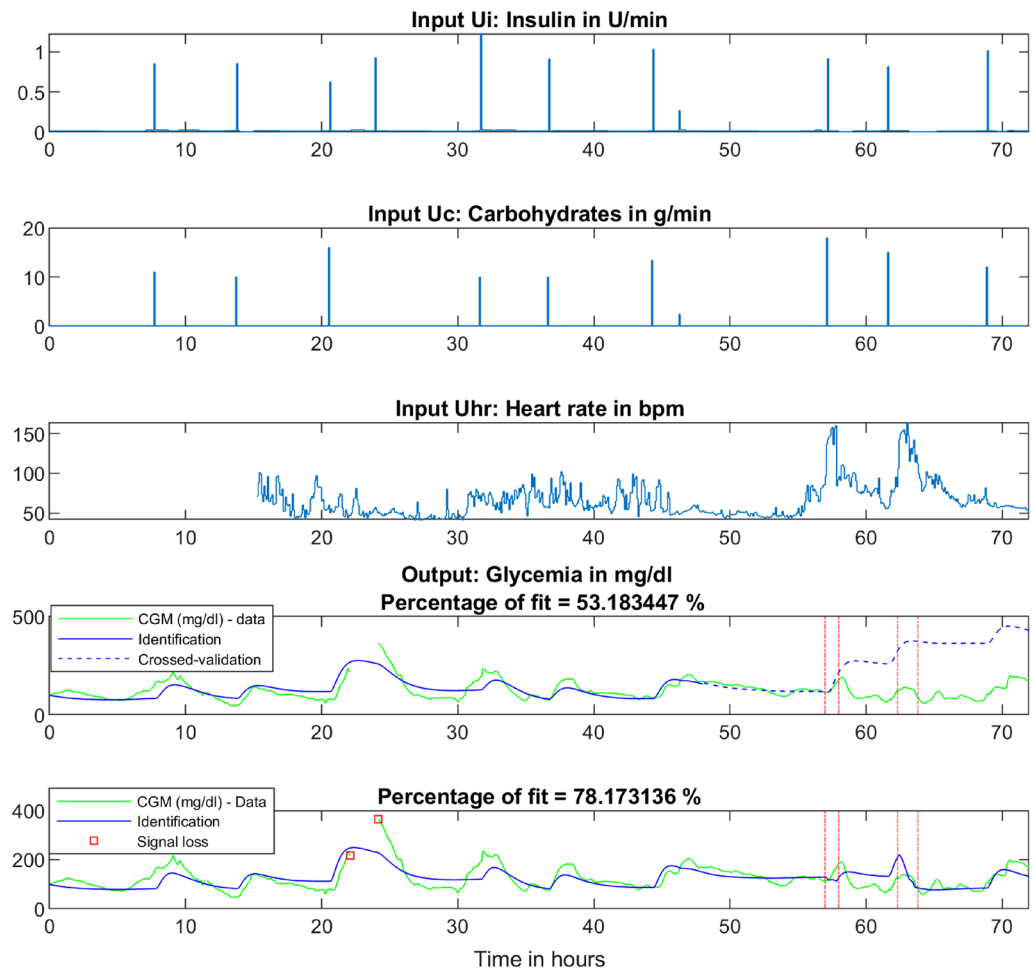 Input Ui: Insulin in U/min
1
0.5
0
0 10 20 30 40 50 60 70
Input Uc: Carbohydrates in g/min
20
10
0
0 10 20 30 40 50 60 70
Input Uhr: Heart rate in bpm
150
100
50
0 10 20 30 40 50 60 70
Output: Glycemia in mg/dl
Percentage of fit = 53.183447 %
500
CGM (mg/dl) - data
Identification
Crossed-validation
0
0 10 20 30 40 50 60 70
Percentage of fit = 78.173136 %
400
CGM (mg/dl) - Data
Identification
Signal loss
200
0
0 10 20 30 40 50 60 70
Time in hours